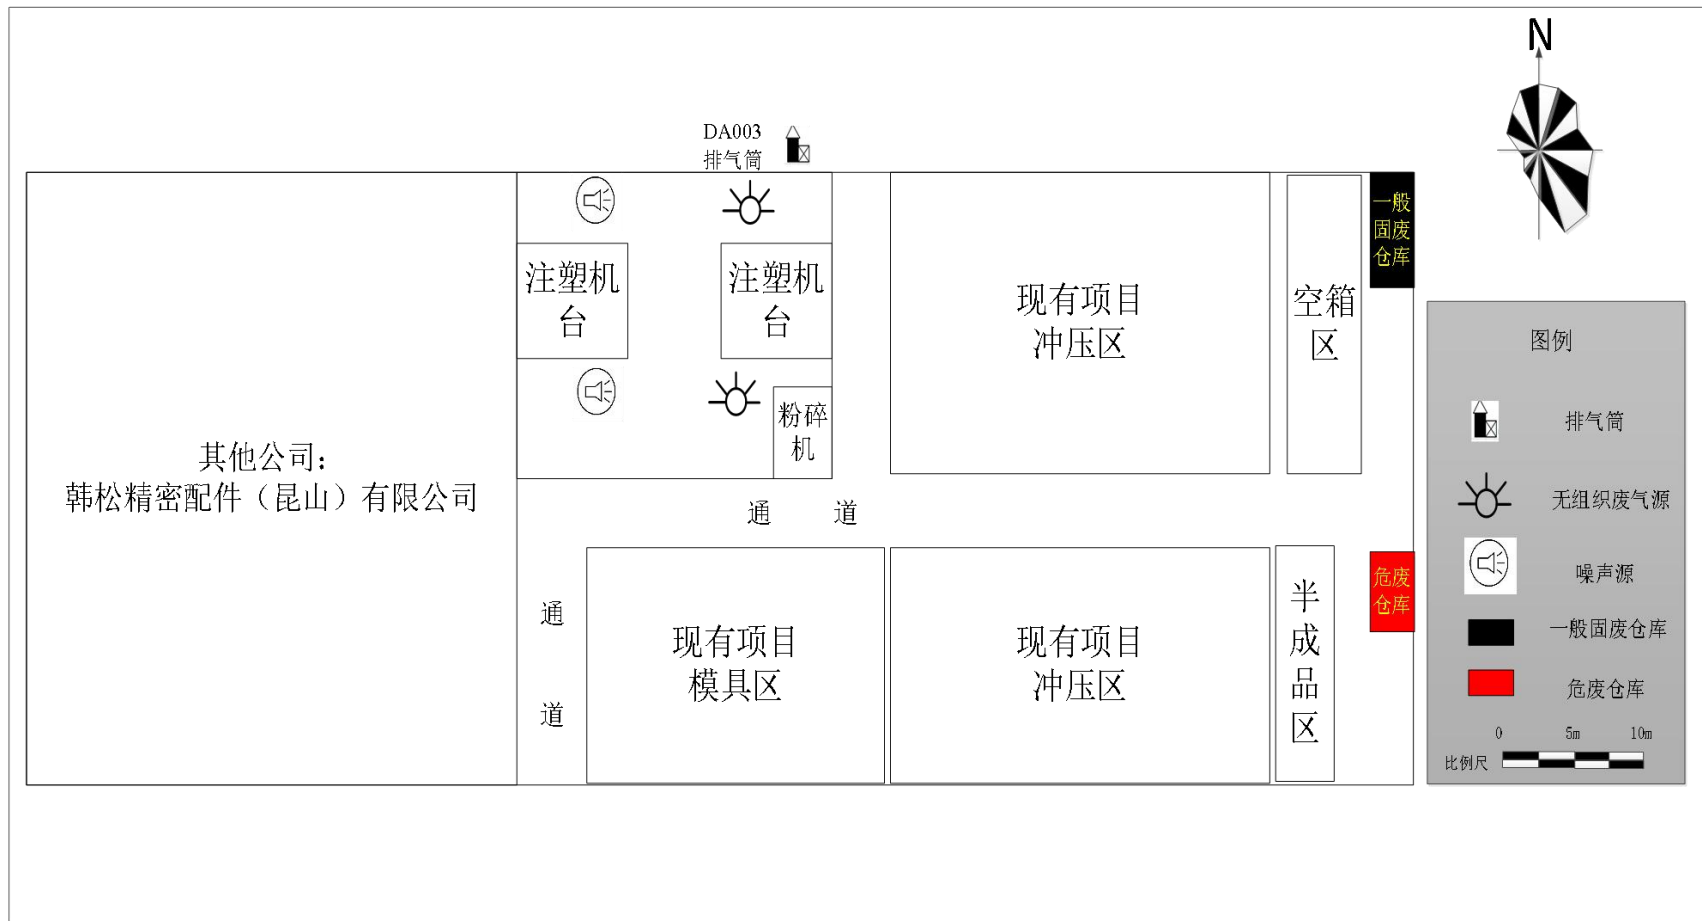 N
DA003
排气筒
一般
固废
仓库
注塑机
台
注塑机
台
现有项目
冲压区
空箱
区
粉碎
机
其他公司：
韩松精密配件（昆山）有限公司
通 道
通
道
现有项目
模具区
现有项目
冲压区
半
成
品
区
危废
仓库
图例
排气筒
无组织废气源
噪声源
一般固废仓库
危废仓库
0 5m 10m
比例尺